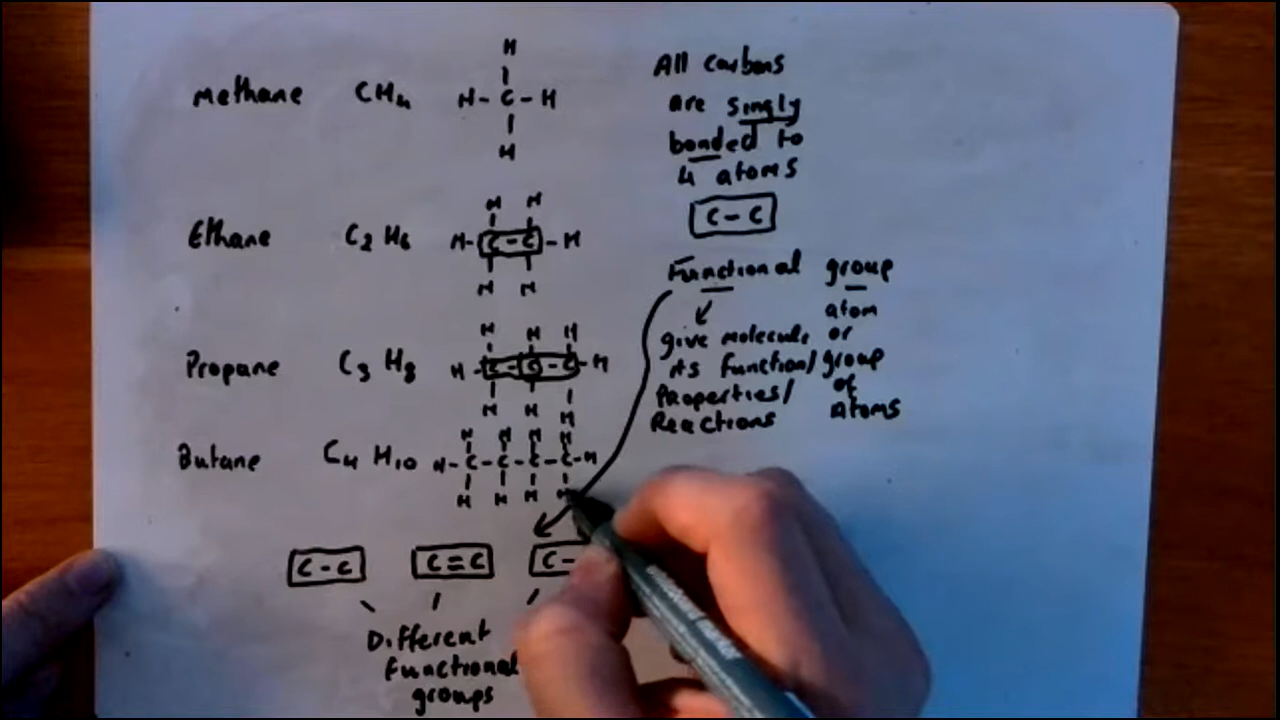 Methane CH4
H
H-C-H
H
All carbons
are singly
bonded to
4 atoms
C-C
Ethane C2 H6
H H
H-C-C-H
H H
Functional group
give molecule
its function/
Properties/
Reactions
atom
or
group
of
atoms
Propane C3 H8
H H H
H-C-C-C-H
H H H
Butane C4 H10
H H H H
H-C-C-C-C-H
H H H H
C-C C=C C-
Different
Functional
groups